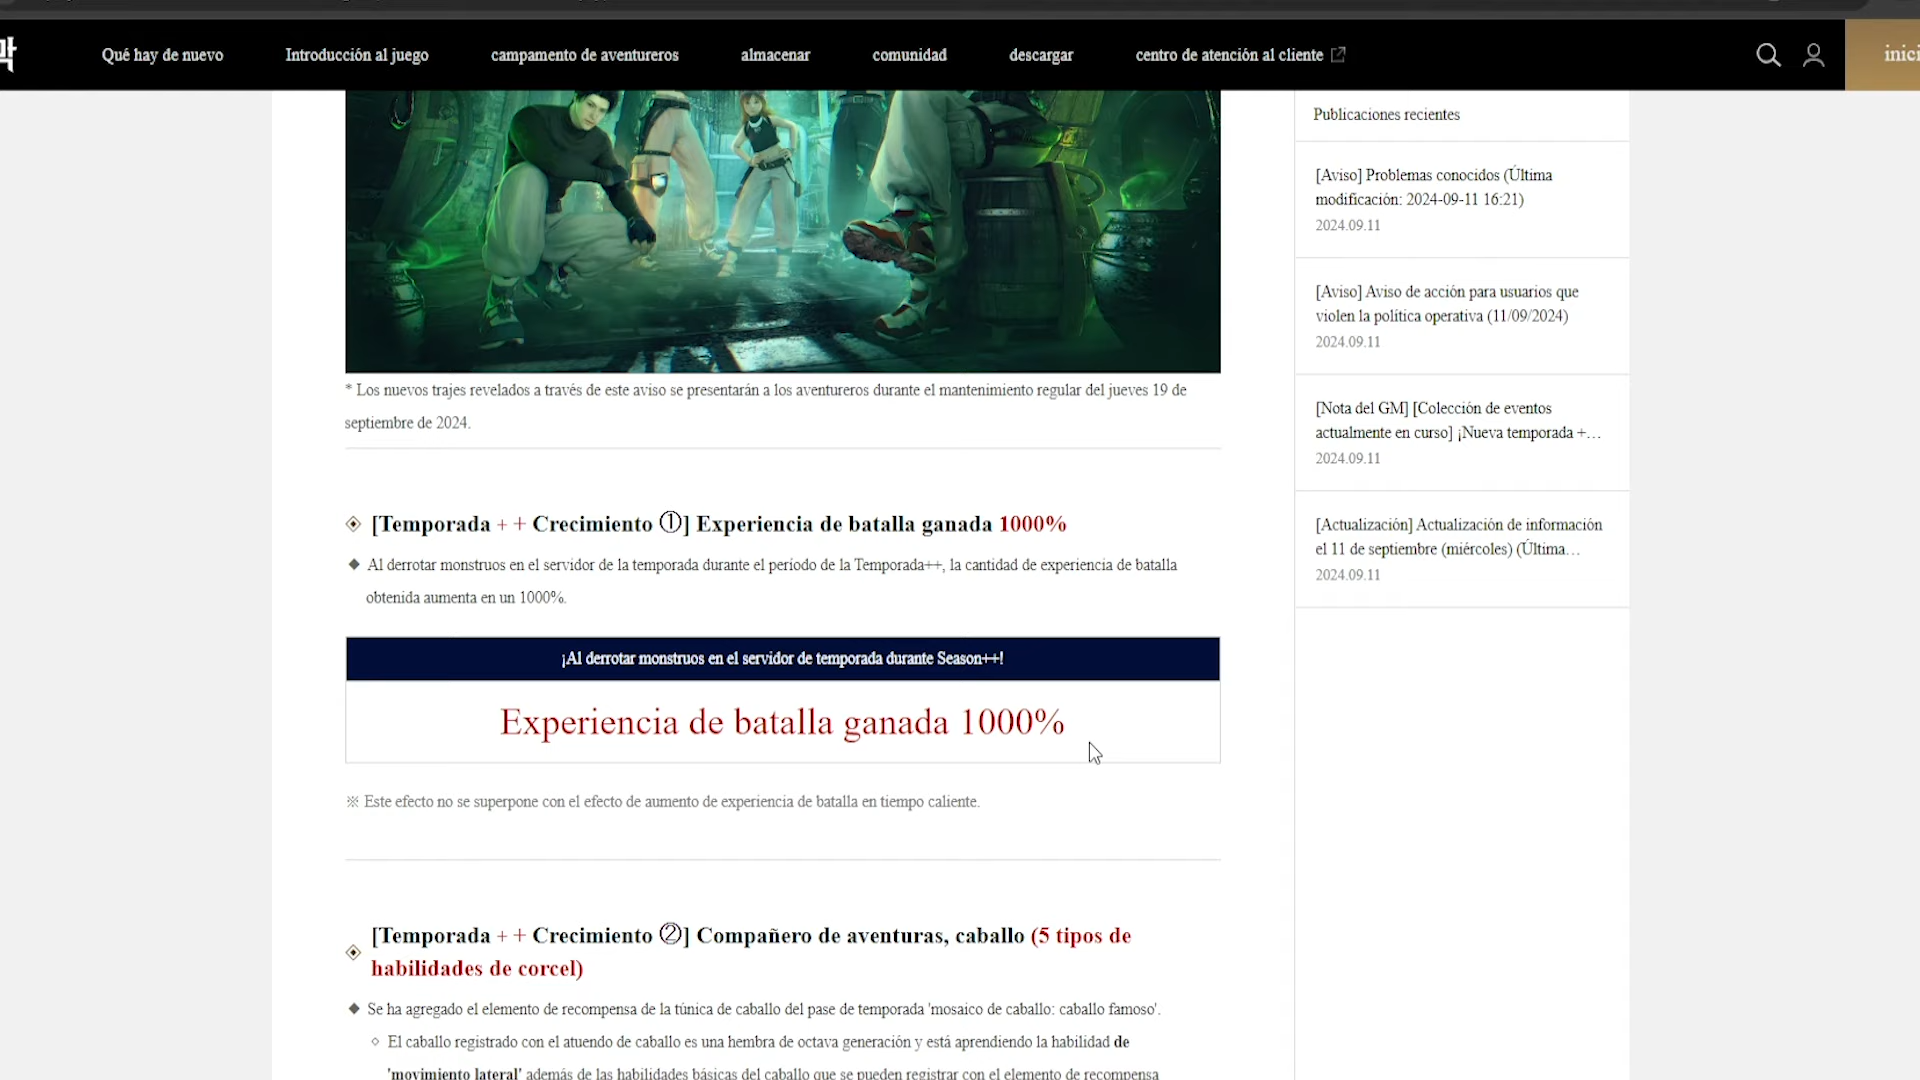 막
Qué hay de nuevo
Introducción al juego
campamento de aventureros
almacenar
comunidad
descargar
centro de atención al cliente
inici
* Los nuevos trajes revelados a través de este aviso se presentarán a los aventureros durante el mantenimiento regular del jueves 19 de
septiembre de 2024.
[Temporada + + Crecimiento ①] Experiencia de batalla ganada 1000%
Al derrotar monstruos en el servidor de la temporada durante el período de la Temporada++, la cantidad de experiencia de batalla
obtenida aumenta en un 1000%.
¡Al derrotar monstruos en el servidor de temporada durante Season++!
Experiencia de batalla ganada 1000%
※ Este efecto no se superpone con el efecto de aumento de experiencia de batalla en tiempo caliente.
[Temporada + + Crecimiento ②] Compañero de aventuras, caballo (5 tipos de
habilidades de corcel)
Se ha agregado el elemento de recompensa de la túnica de caballo del pase de temporada 'mosaico de caballo: caballo famoso'.
El caballo registrado con el atuendo de caballo es una hembra de octava generación y está aprendiendo la habilidad de
'movimiento lateral' además de las habilidades básicas del caballo que se pueden registrar con el elemento de recompensa
Publicaciones recientes
[Aviso] Problemas conocidos (Última
modificación: 2024-09-11 16:21)
2024.09.11
[Aviso] Aviso de acción para usuarios que
violen la política operativa (11/09/2024)
2024.09.11
[Nota del GM] [Colección de eventos
actualmente en curso] ¡Nueva temporada +…
2024.09.11
[Actualización] Actualización de información
el 11 de septiembre (miércoles) (Última…
2024.09.11